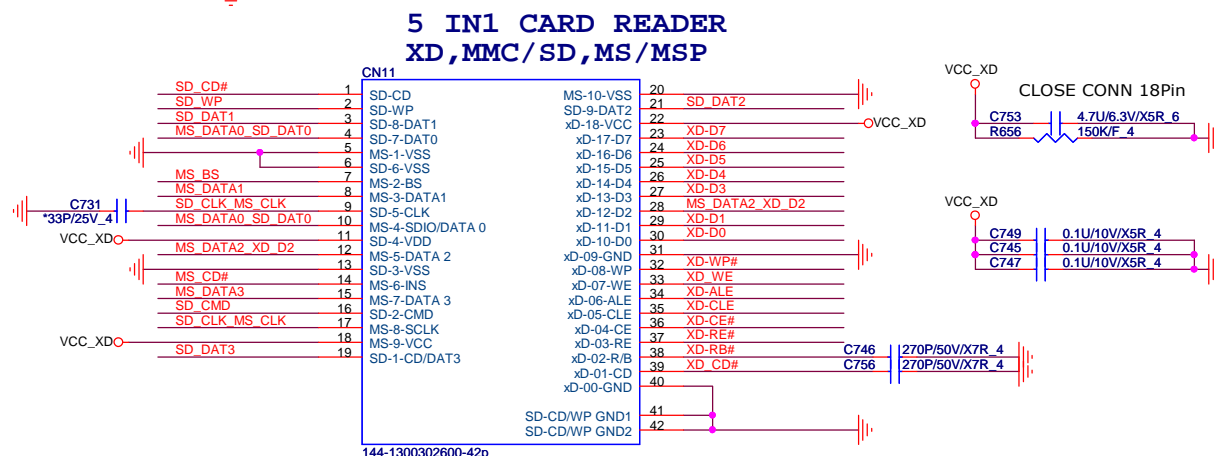 5 IN1 CARD READER
XD,MMC/SD,MS/MSP
CN11
SD_CD# 1 SD-CD
SD_WP 2 SD-WP
SD_DAT1 3 SD-8-DAT1
MS_DATA0_SD_DAT0 4 SD-7-DAT0
5 MS-1-VSS
6 SD-6-VSS
MS_BS 7 MS-2-BS
MS_DATA1 8 MS-3-DATA1
C731 SD_CLK_MS_CLK 9 SD-5-CLK
*33P/25V_4 MS_DATA0_SD_DAT0 10 MS-4-SDIO/DATA 0
VCC_XD 11 SD-4-VDD
MS_DATA2_XD_D2 12 MS-5-DATA 2
13 SD-3-VSS
MS_CD# 14 MS-6-INS
MS_DATA3 15 MS-7-DATA 3
SD_CMD 16 SD-2-CMD
SD_CLK_MS_CLK 17 MS-8-SCLK
VCC_XD 18 MS-9-VCC
SD_DAT3 19 SD-1-CD/DAT3
MS-10-VSS 20
SD-9-DAT2 21 SD_DAT2
xD-18-VCC 22 VCC_XD
xD-17-D7 23 XD-D7
xD-16-D6 24 XD-D6
xD-15-D5 25 XD-D5
xD-14-D4 26 XD-D4
xD-13-D3 27 XD-D3
xD-12-D2 28 MS_DATA2_XD_D2
xD-11-D1 29 XD-D1
xD-10-D0 30 XD-D0
xD-09-GND 31
xD-08-WP 32 XD-WP#
xD-07-WE 33 XD_WE
xD-06-ALE 34 XD-ALE
xD-05-CLE 35 XD-CLE
xD-04-CE 36 XD-CE#
xD-03-RE 37 XD-RE#
xD-02-R/B 38 XD-RB# C746 270P/50V/X7R_4
xD-01-CD 39 XD_CD# C756 270P/50V/X7R_4
xD-00-GND 40
SD-CD/WP GND1 41
SD-CD/WP GND2 42
144-1300302600-42p
VCC_XD
CLOSE CONN 18Pin
C753 4.7U/6.3V/X5R_6
R656 150K/F_4
VCC_XD
C749 0.1U/10V/X5R_4
C745 0.1U/10V/X5R_4
C747 0.1U/10V/X5R_4